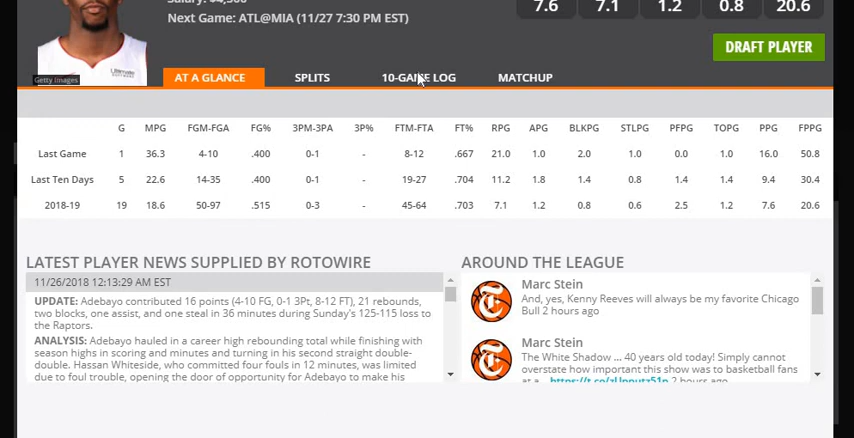 Next Game: ATL@MIA (11/27 7:30 PM EST)
7.6 7.1 1.2 0.8 20.6
DRAFT PLAYER
Getty Images
AT A GLANCE SPLITS 10-GAME LOG MATCHUP
G MPG FGM-FGA FG% 3PM-3PA 3P% FTM-FTA FT% RPG APG BLKPG STLPG PFPG TOPG PPG FPPG
Last Game 1 36.3 4-10 .400 0-1 - 8-12 .667 21.0 1.0 2.0 1.0 0.0 1.0 16.0 50.8
Last Ten Days 5 22.6 14-35 .400 0-1 - 19-27 .704 11.2 1.8 1.4 0.8 1.4 1.4 9.4 30.4
2018-19 19 18.6 50-97 .515 0-3 - 45-64 .703 7.1 1.2 0.8 0.6 2.5 1.2 7.6 20.6
LATEST PLAYER NEWS SUPPLIED BY ROTOWIRE
11/26/2018 12:13:29 AM EST
UPDATE: Adebayo contributed 16 points (4-10 FG, 0-1 3Pt, 8-12 FT), 21 rebounds,
two blocks, one assist, and one steal in 36 minutes during Sunday's 125-115 loss to
the Raptors.
ANALYSIS: Adebayo hauled in a career high rebounding total while finishing with
season highs in scoring and minutes and turning in his second straight double-
double. Hassan Whiteside, who committed four fouls in 12 minutes, was limited
due to foul trouble, opening the door of opportunity for Adebayo to make his
AROUND THE LEAGUE
Marc Stein
And, yes, Kenny Reeves will always be my favorite Chicago
Bull 2 hours ago
Marc Stein
The White Shadow ... 40 years old today! Simply cannot
overstate how important this show was to basketball fans
2 hours ago